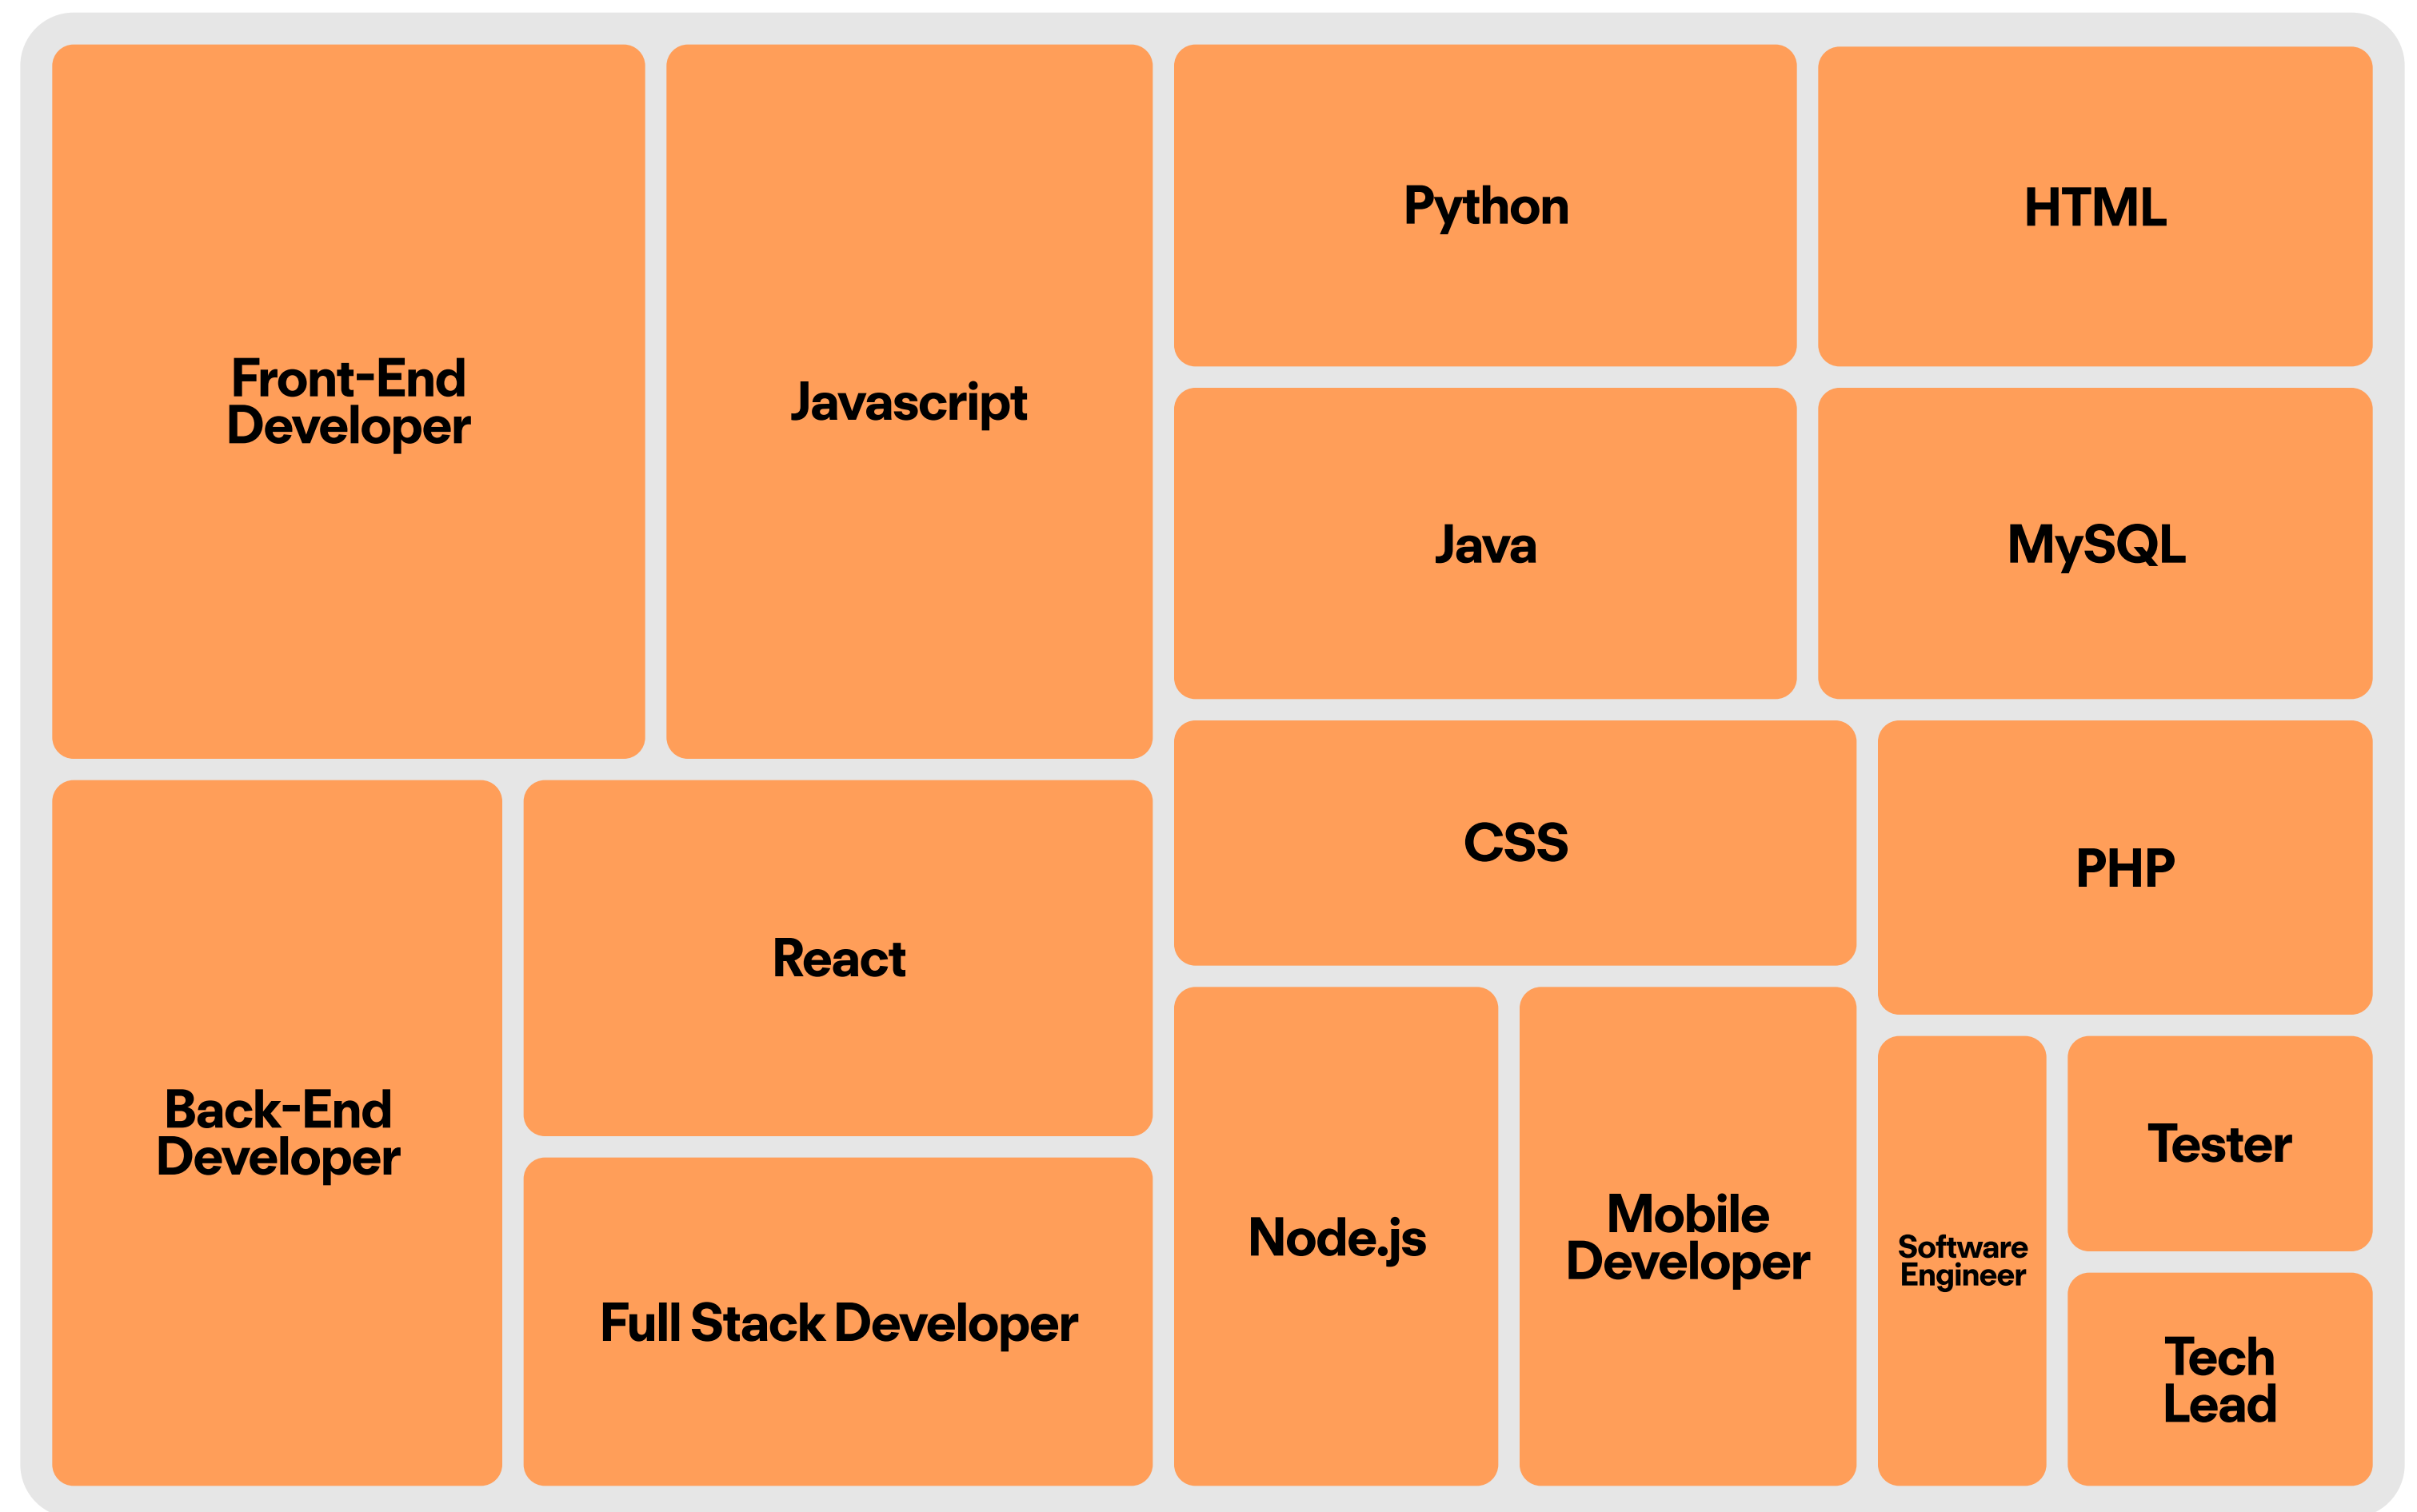 Front-End
Developer
Javascript
Python
HTML
Java
MySQL
CSS
PHP
Back-End
Developer
React
Full Stack Developer
Node.js
Mobile
Developer
Software
Engineer
Tester
Tech
Lead